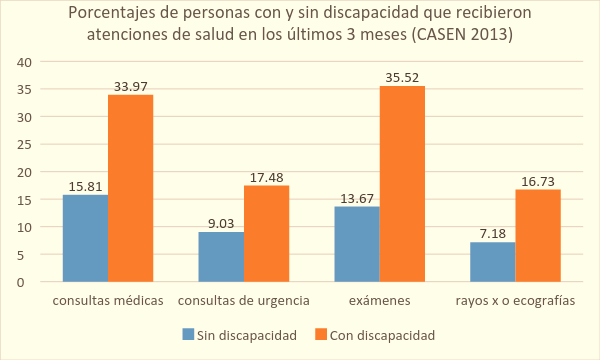 Porcentajes de personas con y sin discapacidad que recibieron
atenciones de salud en los últimos 3 meses (CASEN 2013)
40
35
30
25
20
15
10
5
0
15.81
33.97
9.03
17.48
13.67
35.52
7.18
16.73
consultas médicas
consultas de urgencia
exámenes
rayos x o ecografías
Sin discapacidad
Con discapacidad